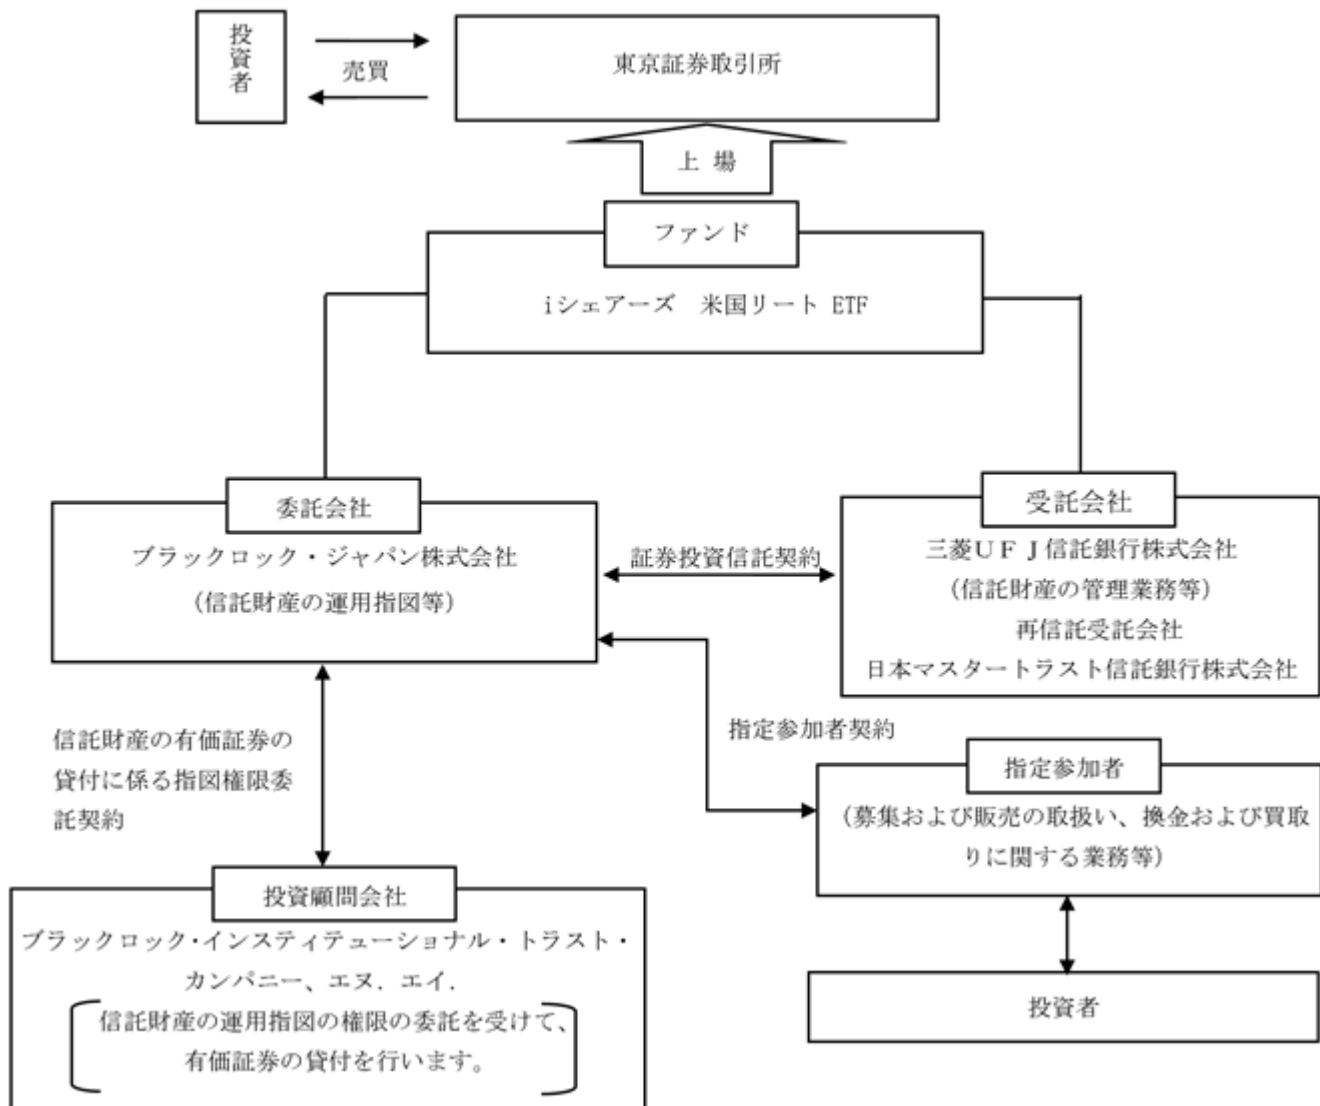 投資者
売買
東京証券取引所
上 場
ファンド
iシェアーズ 米国リート ETF
委託会社
ブラックロック・ジャパン株式会社
(信託財産の運用指図等)
証券投資信託契約
受託会社
三菱UFJ信託銀行株式会社
(信託財産の管理業務等)
再信託受託会社
日本マスタートラスト信託銀行株式会社
信託財産の有価証券の
貸付に係る指図権限委
託契約
指定参加者契約
指定参加者
(募集および販売の取扱い、換金および買取
りに関する業務等)
投資顧問会社
ブラックロック・インスティテューショナル・トラスト・
カンパニー、エヌ. エイ.
信託財産の運用指図の権限の委託を受けて、
有価証券の貸付を行います。
投資者